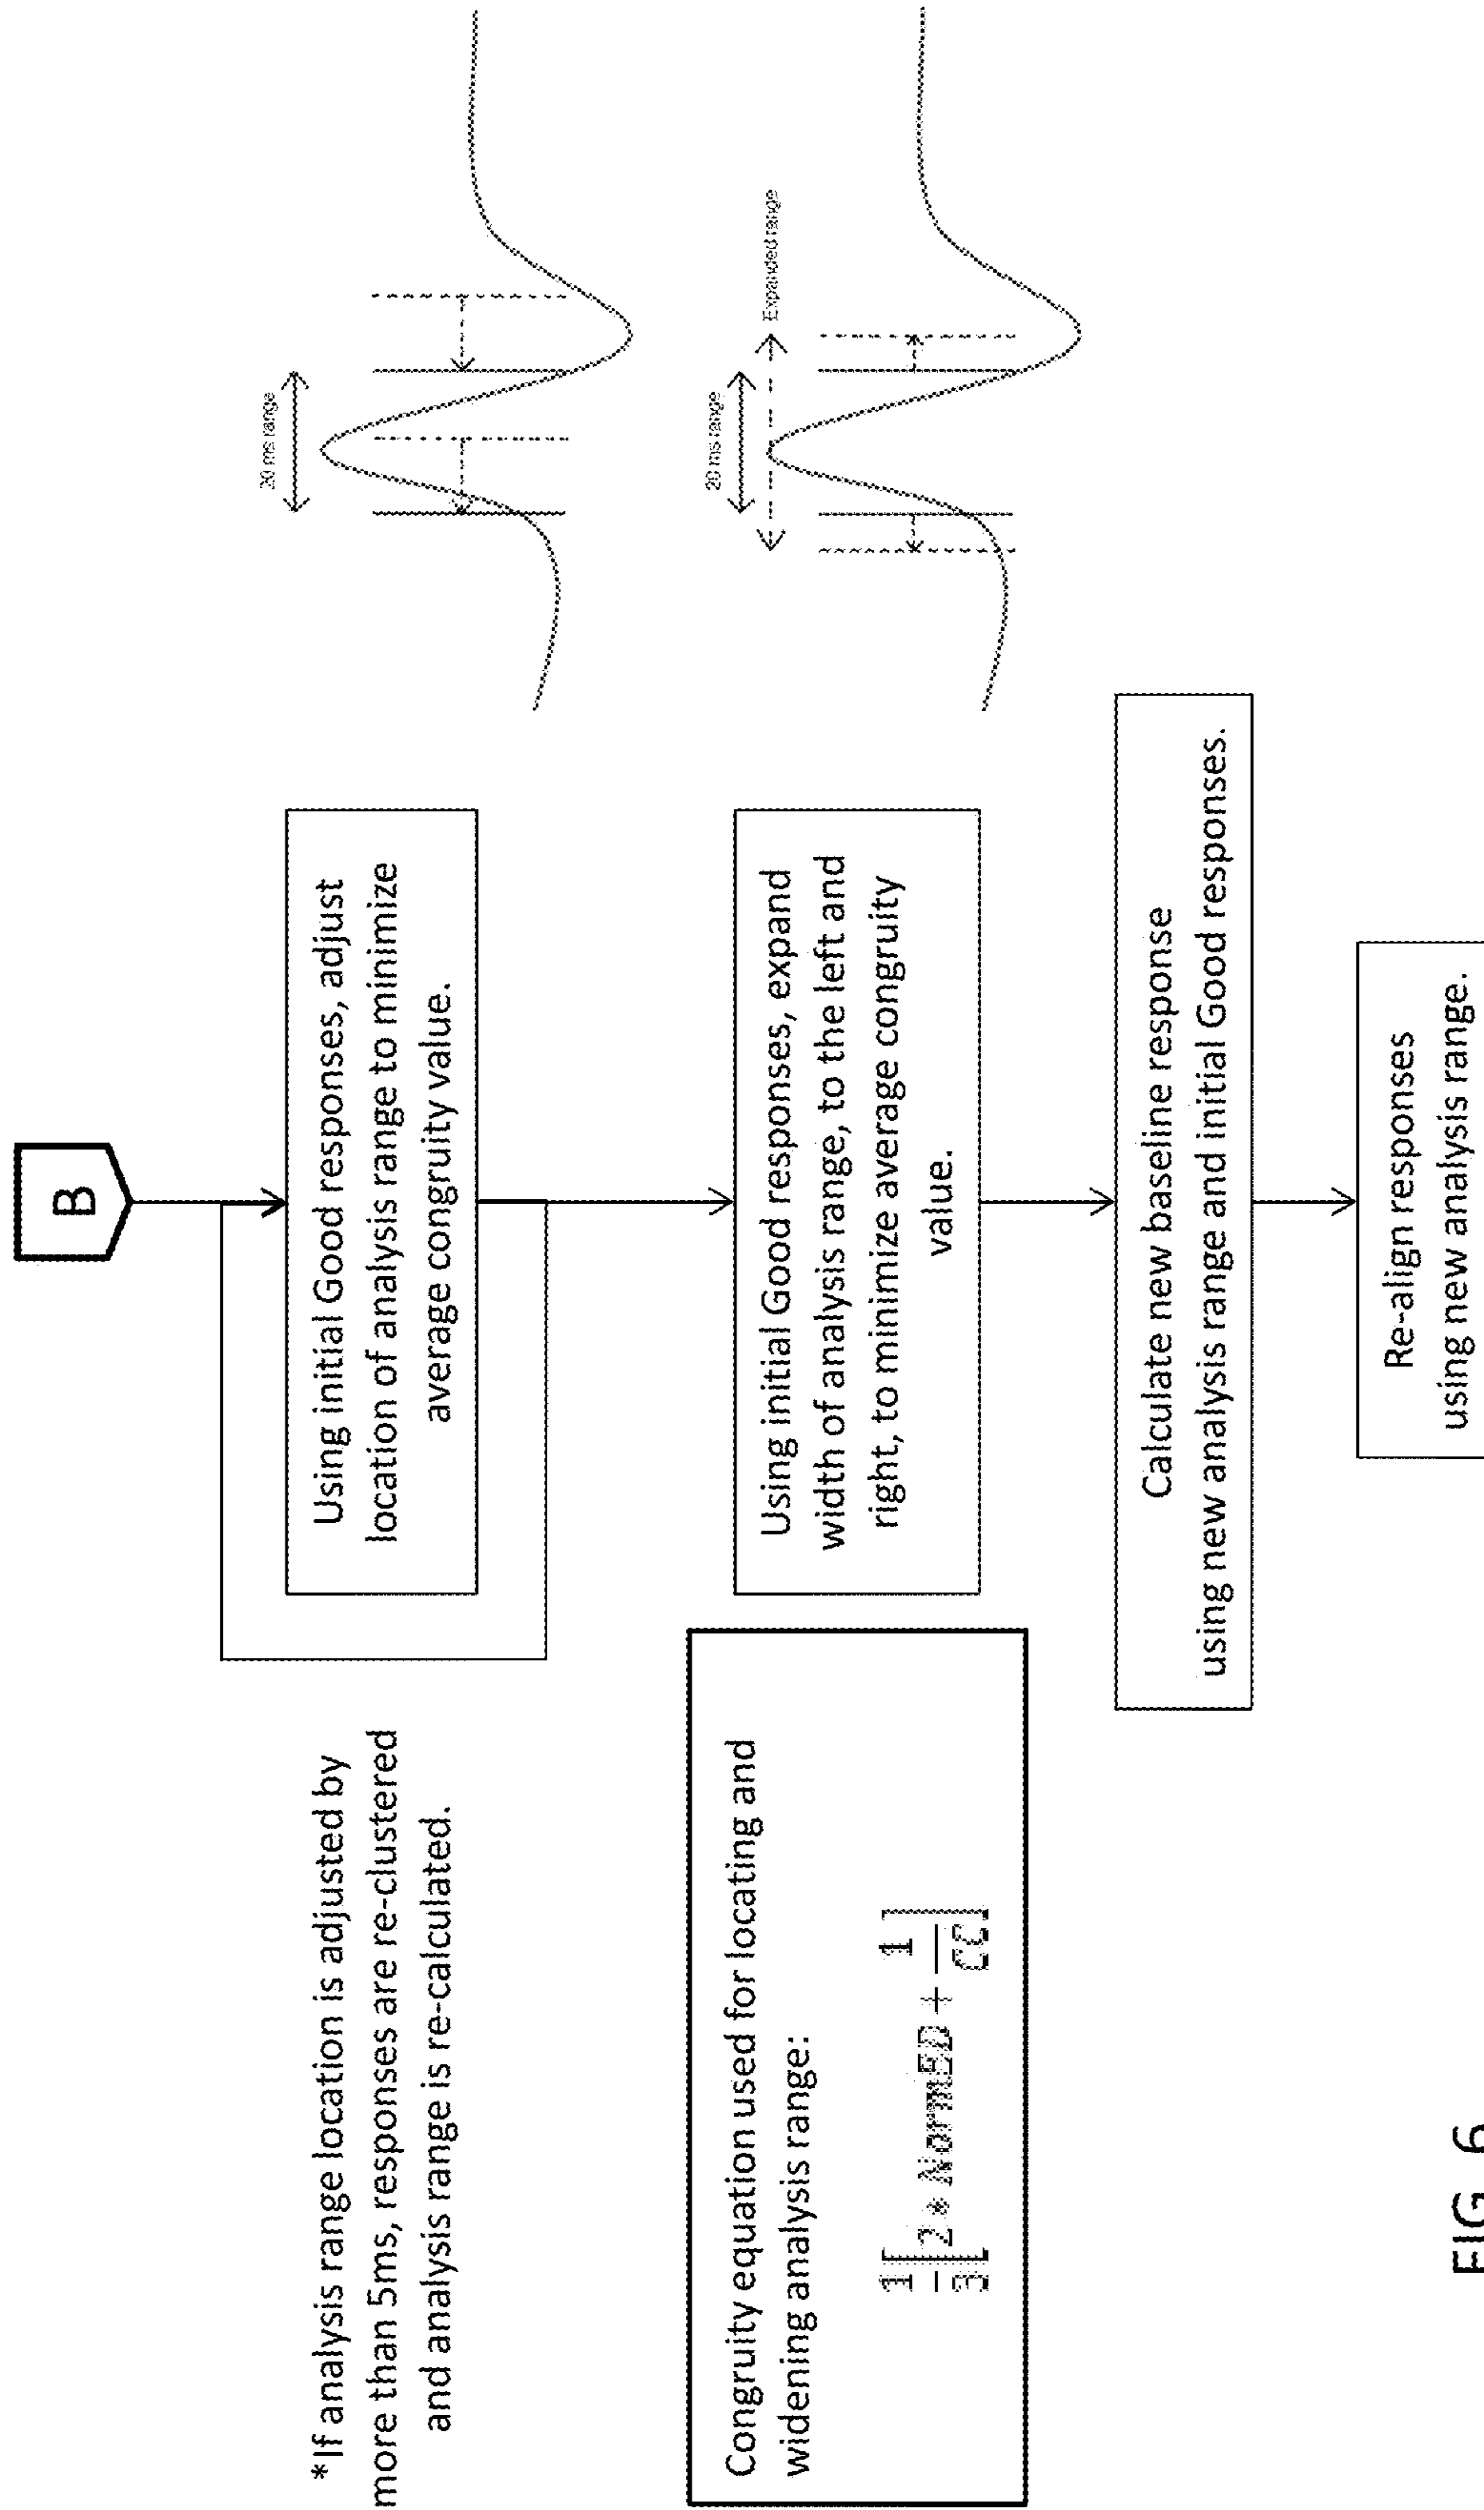 B
*If analysis range location is adjusted by
more than 5ms, responses are re-clustered
and analysis range is re-calculated.
Using initial Good responses, adjust
location of analysis range to minimize
average congruity value.
20 ms range
Congruity equation used for locating and
widening analysis range:
1/3 [2 * NormED + 1/CC]
Using initial Good responses, expand
width of analysis range, to the left and
right, to minimize average congruity
value.
20 ms range
Expanded range
Calculate new baseline response
using new analysis range and initial Good responses.
Re-align responses
using new analysis range.
FIG. 6